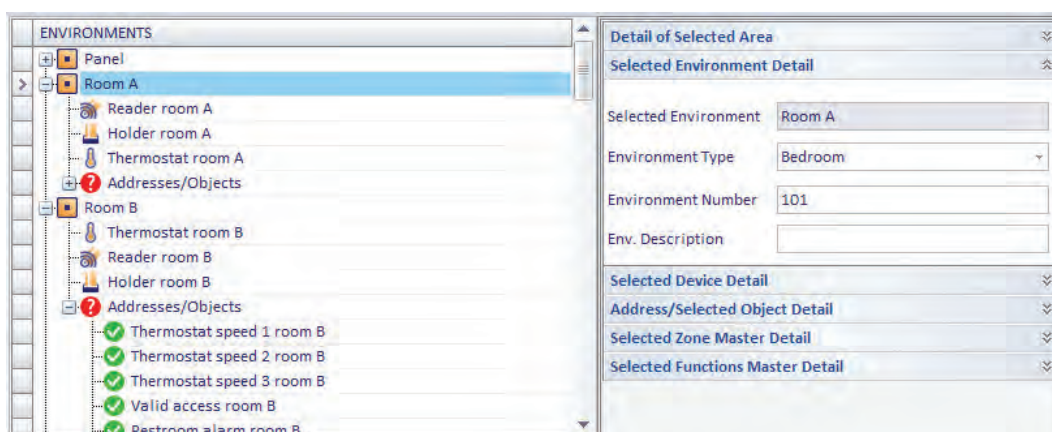 ENVIRONMENTS
Panel
Room A
Reader room A
Holder room A
Thermostat room A
Addresses/Objects
Room B
Thermostat room B
Reader room B
Holder room B
Addresses/Objects
Thermostat speed 1 room B
Thermostat speed 2 room B
Thermostat speed 3 room B
Valid access room B
Restroom alarm room B
Detail of Selected Area
Selected Environment Detail
Selected Environment Room A
Environment Type Bedroom
Environment Number 101
Env. Description
Selected Device Detail
Address/Selected Object Detail
Selected Zone Master Detail
Selected Functions Master Detail